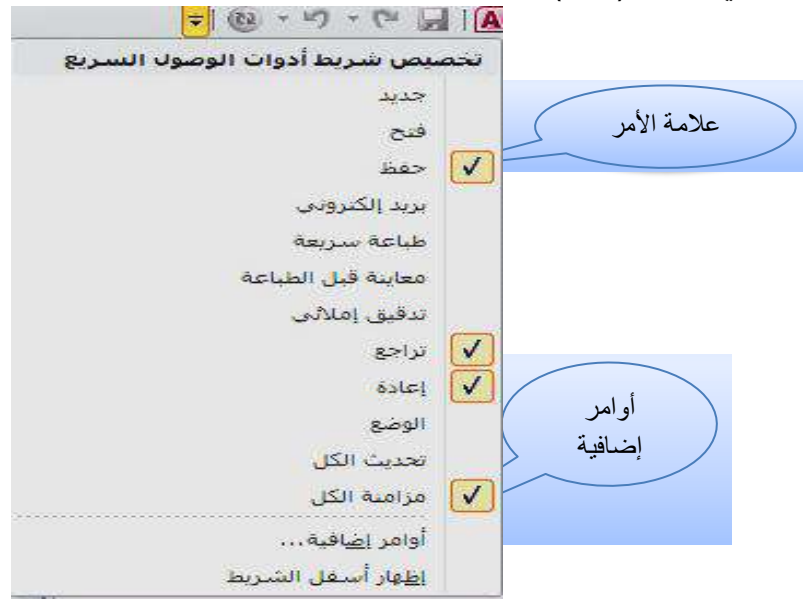 تخصيص شريط أدوات الوصول السريع
جديد
فتح
حفظ
بريد إلكتروني
طباعة سريعة
معاينة قبل الطباعة
تدقيق إملائي
تراجع
إعادة
الوضع
تحديث الكل
مزامنة الكل
أوامر إضافية...
إظهار أسفل الشريط
علامة الأمر
أوامر
إضافية